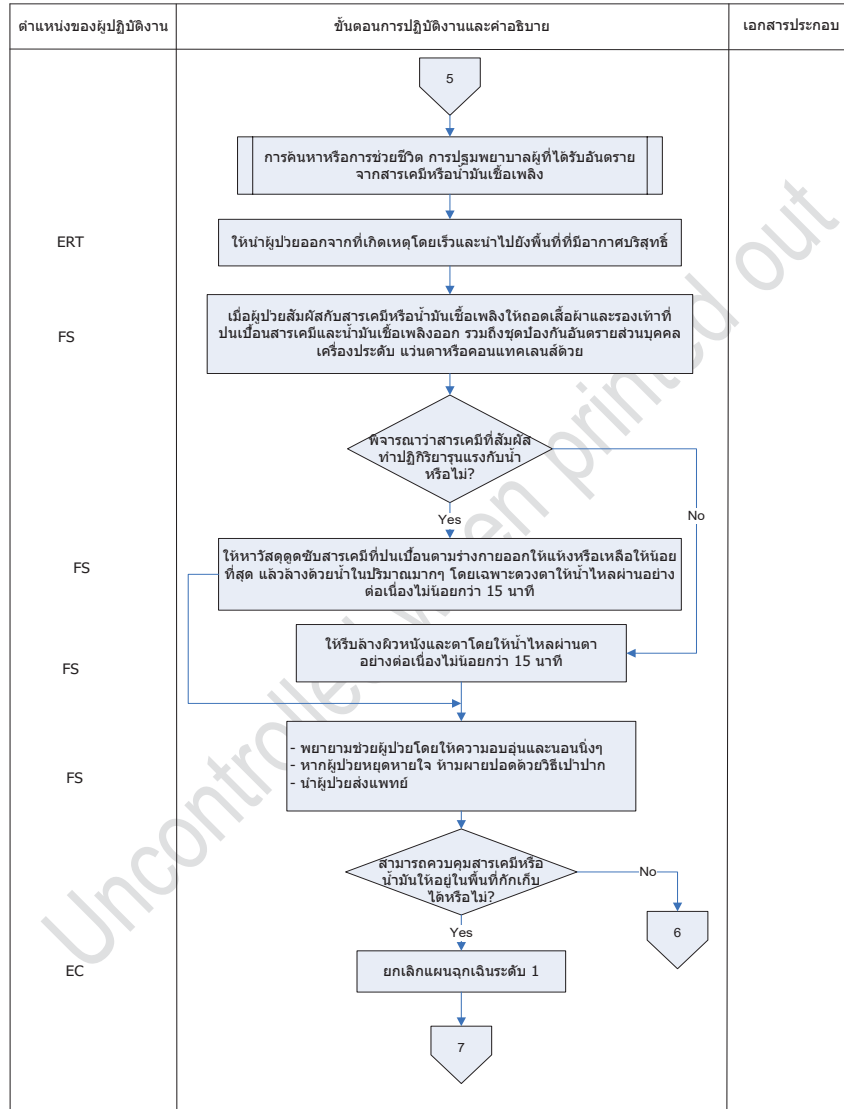 ตำแหน่งของผู้ปฏิบัติงาน
ขั้นตอนการปฏิบัติงานและคำอธิบาย
เอกสารประกอบ
5
การค้นหาหรือการช่วยชีวิต การปฐมพยาบาลผู้ที่ได้รับอันตราย
จากสารเคมีหรือน้ำมันเชื้อเพลิง
ERT
ให้นำผู้ป่วยออกจากที่เกิดเหตุโดยเร็วและนำไปยังพื้นที่ที่มีอากาศบริสุทธิ์
FS
เมื่อผู้ป่วยสัมผัสกับสารเคมีหรือน้ำมันเชื้อเพลิงให้ถอดเสื้อผ้าและรองเท้าที่
ปนเปื้อนสารเคมีและน้ำมันเชื้อเพลิงออก รวมถึงชุดป้องกันอันตรายส่วนบุคคล
เครื่องประดับ แว่นตาหรือคอนแทคเลนส์ด้วย
พิจารณาว่าสารเคมีที่สัมผัส
ทำปฏิกิริยารุนแรงกับน้ำ
หรือไม่?
Yes
No
FS
ให้หาวัสดุดูดซับสารเคมีที่ปนเปื้อนตามร่างกายออกให้แห้งหรือเหลือให้น้อย
ที่สุด แล้วล้างด้วยน้ำในปริมาณมากๆ โดยเฉพาะดวงตาให้น้ำไหลผ่านอย่าง
ต่อเนื่องไม่น้อยกว่า 15 นาที
FS
ให้รีบล้างผิวหนังและตาโดยให้น้ำไหลผ่านตา
อย่างต่อเนื่องไม่น้อยกว่า 15 นาที
FS
- พยายามช่วยผู้ป่วยโดยให้ความอบอุ่นและนอนนิ่งๆ
- หากผู้ป่วยหยุดหายใจ ห้ามผายปอดด้วยวิธีเป่าปาก
- นำผู้ป่วยส่งแพทย์
สามารถควบคุมสารเคมีหรือ
น้ำมันให้อยู่ในพื้นที่กักเก็บ
ได้หรือไม่?
No
6
Yes
EC
ยกเลิกแผนฉุกเฉินระดับ 1
7
Uncontrolled when printed out